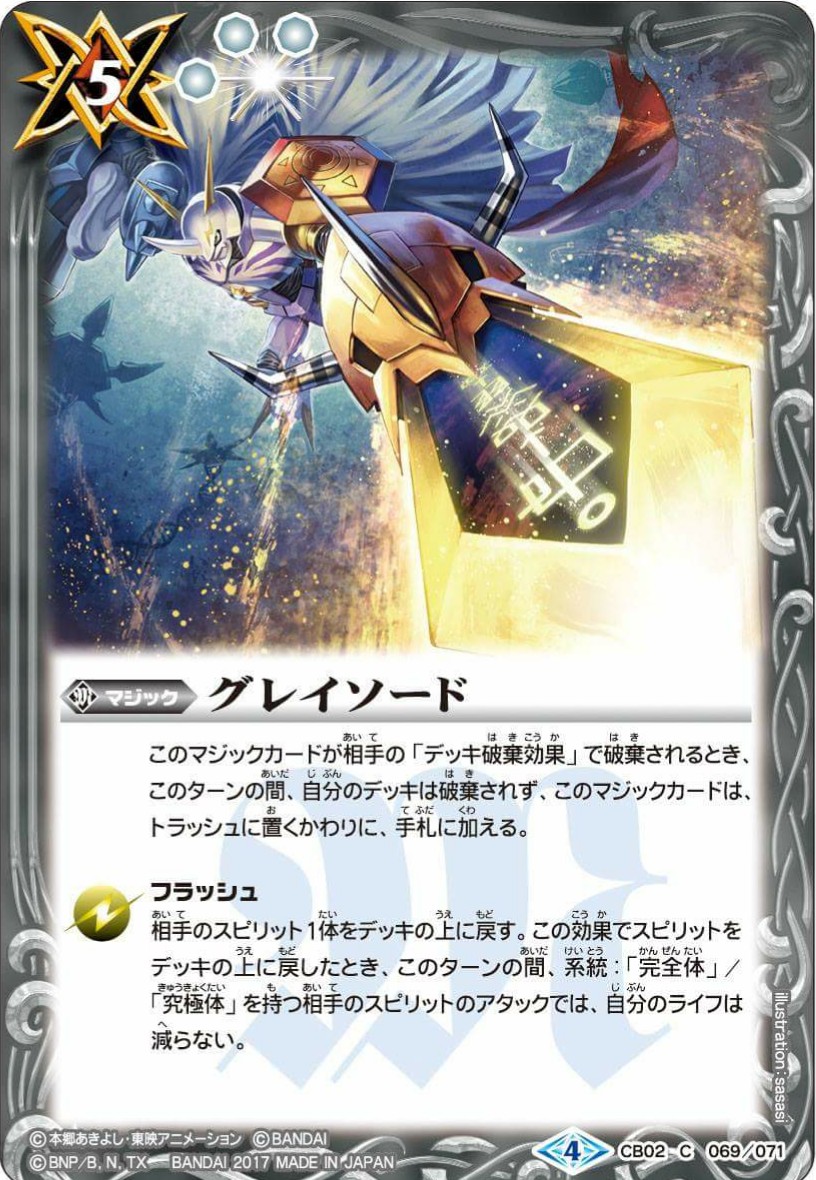 5
マジック グレイソード
このマジックカードが相手の「デッキ破棄効果」で破棄されるとき、
このターンの間、自分のデッキは破棄されず、このマジックカードは、
トラッシュに置くかわりに、手札に加える。
フラッシュ
相手のスピリット1体をデッキの上に戻す。この効果でスピリットを
デッキの上に戻したとき、このターンの間、系統:「完全体」/
「究極体」を持つ相手のスピリットのアタックでは、自分のライフは
減らない。
illustration:sasasi
©本郷あきよし・東映アニメーション ©BANDAI
©BNP/B, N, TX BANDAI 2017 MADE IN JAPAN
4 CB02-C 069/071